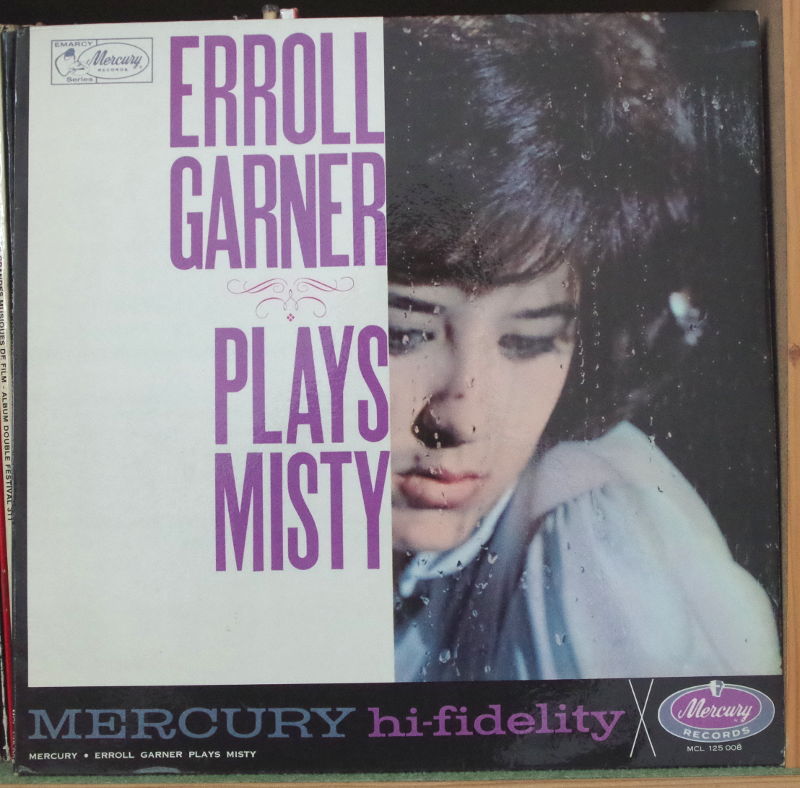 EMARCY
Mercury
RECORDS
Series
ERROLL
GARNER
PLAYS
MISTY
MERCURY hi-fidelity
Mercury
RECORDS
MCL 125 008
MERCURY • ERROLL GARNER PLAYS MISTY
GRANDES MUSIQUES DE FILM - ALBUM DOUBLE FESTIVAL 311